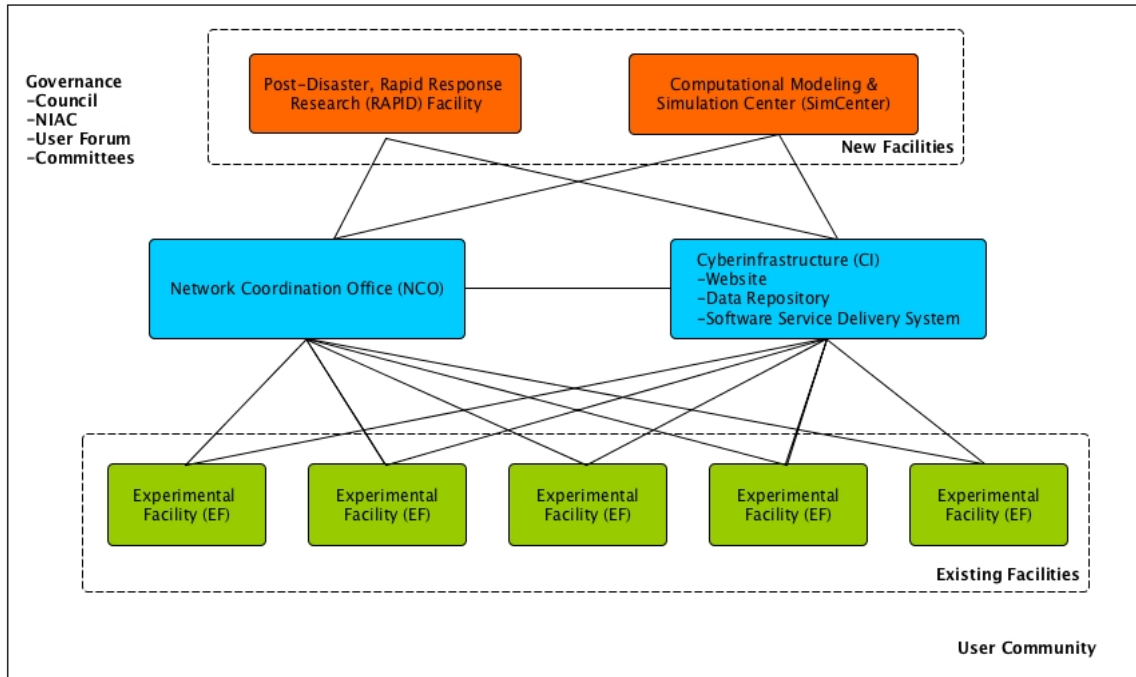 Governance
-Council
-NIAC
-User Forum
-Committees
Post-Disaster, Rapid Response
Research (RAPID) Facility
Computational Modeling &
Simulation Center (SimCenter)
New Facilities
Network Coordination Office (NCO)
Cyberinfrastructure (CI)
-Website
-Data Repository
-Software Service Delivery System
Experimental
Facility (EF)
Experimental
Facility (EF)
Experimental
Facility (EF)
Experimental
Facility (EF)
Experimental
Facility (EF)
Existing Facilities
User Community